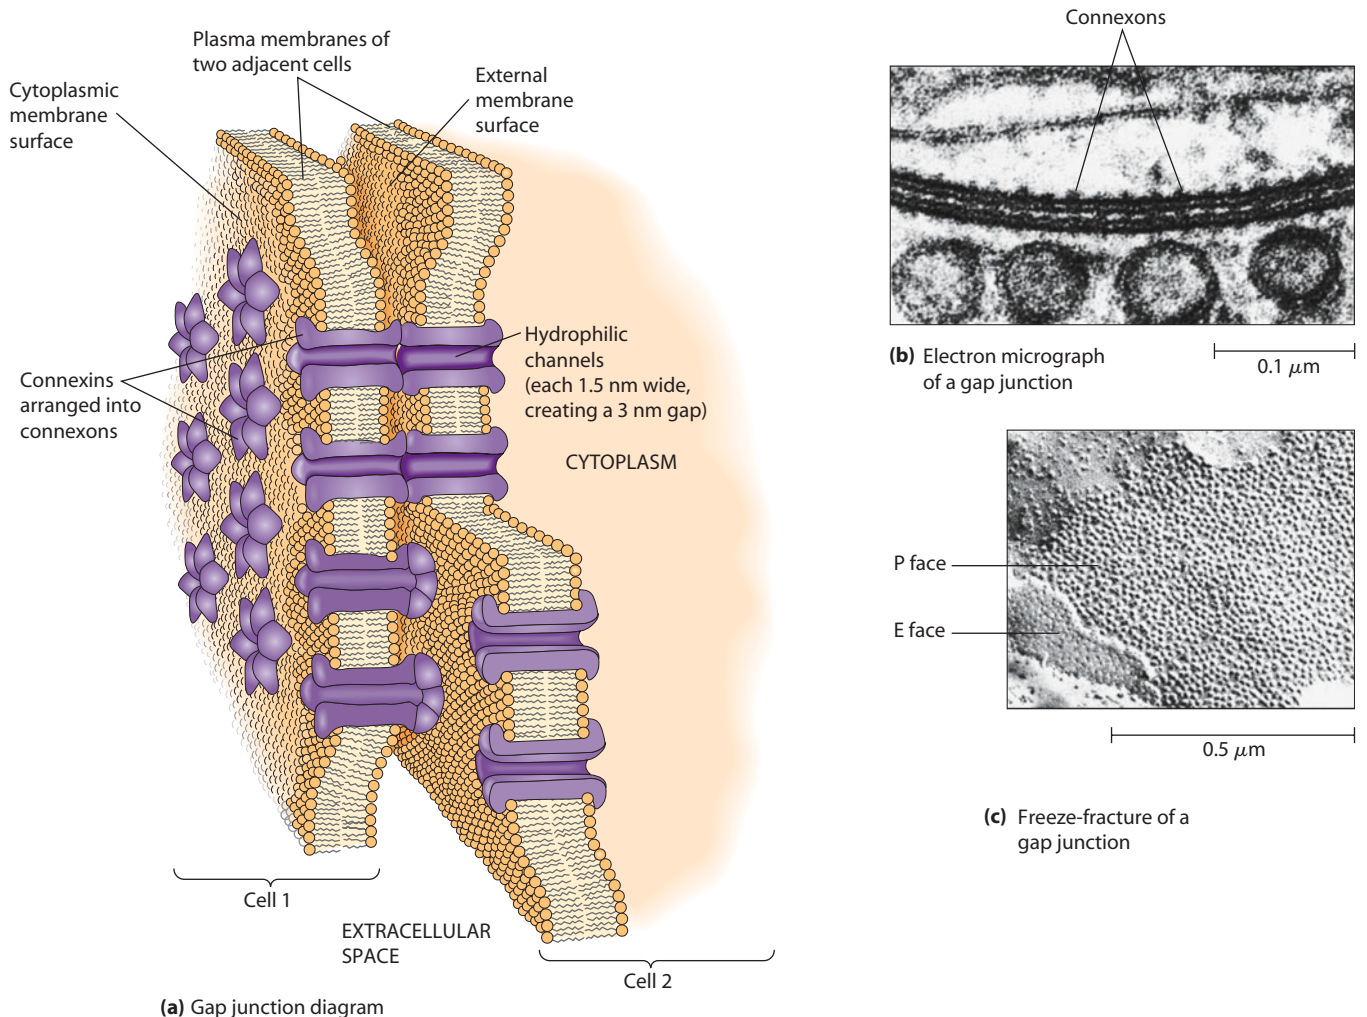 Plasma membranes of
two adjacent cells
Cytoplasmic
membrane
surface
External
membrane
surface
Connexins
arranged into
connexons
Hydrophilic
channels
(each 1.5 nm wide,
creating a 3 nm gap)
CYTOPLASM
Cell 1
EXTRACELLULAR
SPACE
Cell 2
(a) Gap junction diagram
Connexons
(b) Electron micrograph
of a gap junction
0.1 μm
P face
E face
0.5 μm
(c) Freeze-fracture of a
gap junction